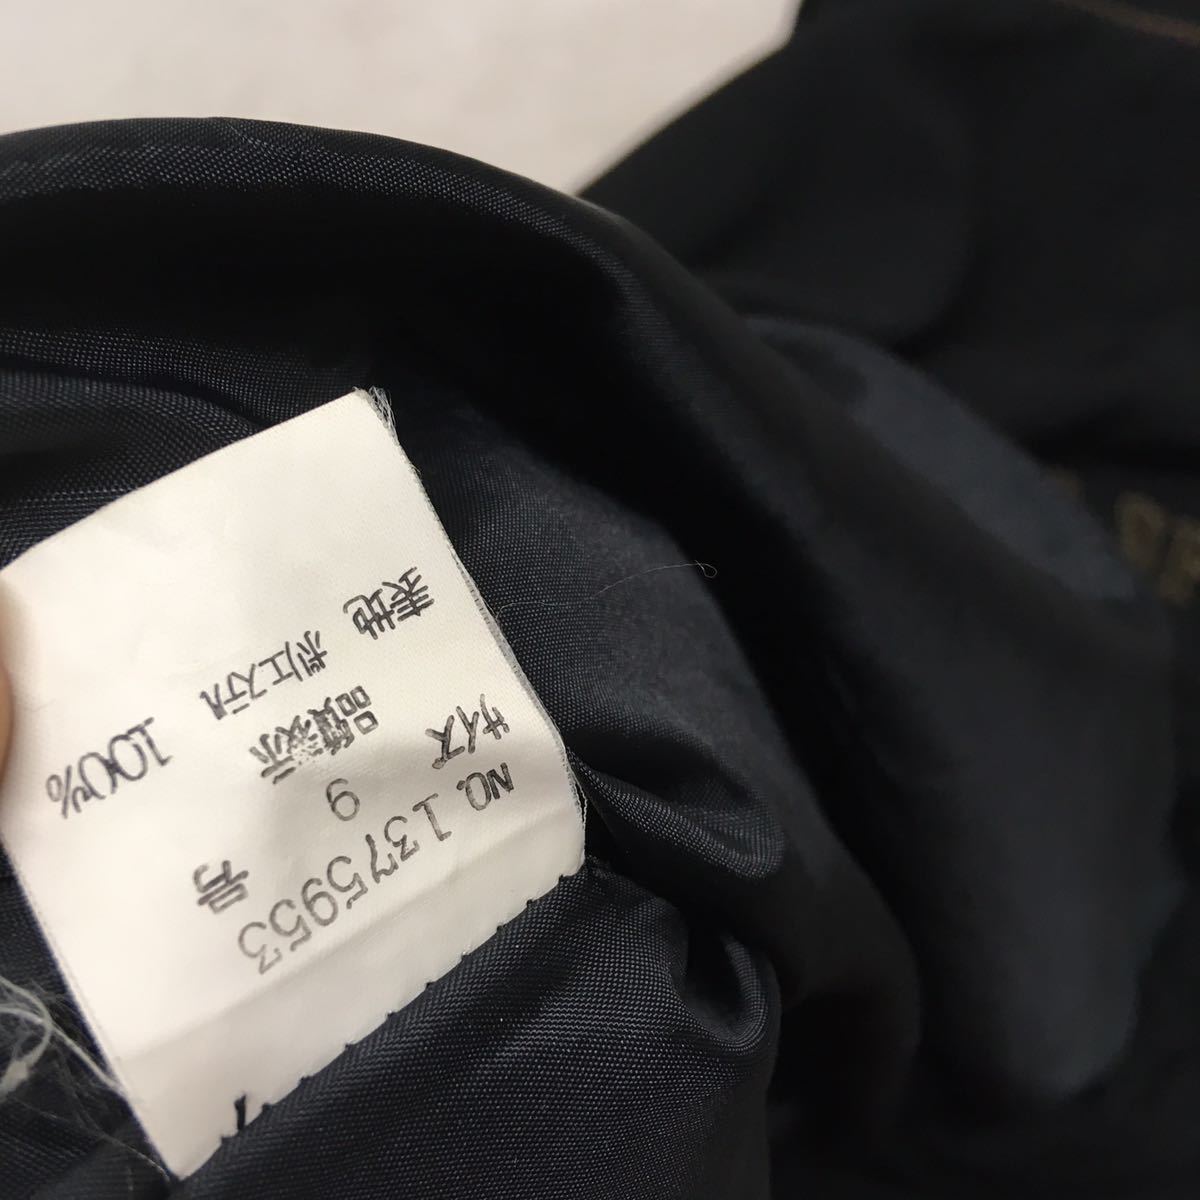 NO. 1375953
サイズ 9 号
品質表示
表地 ポリエステル 100%